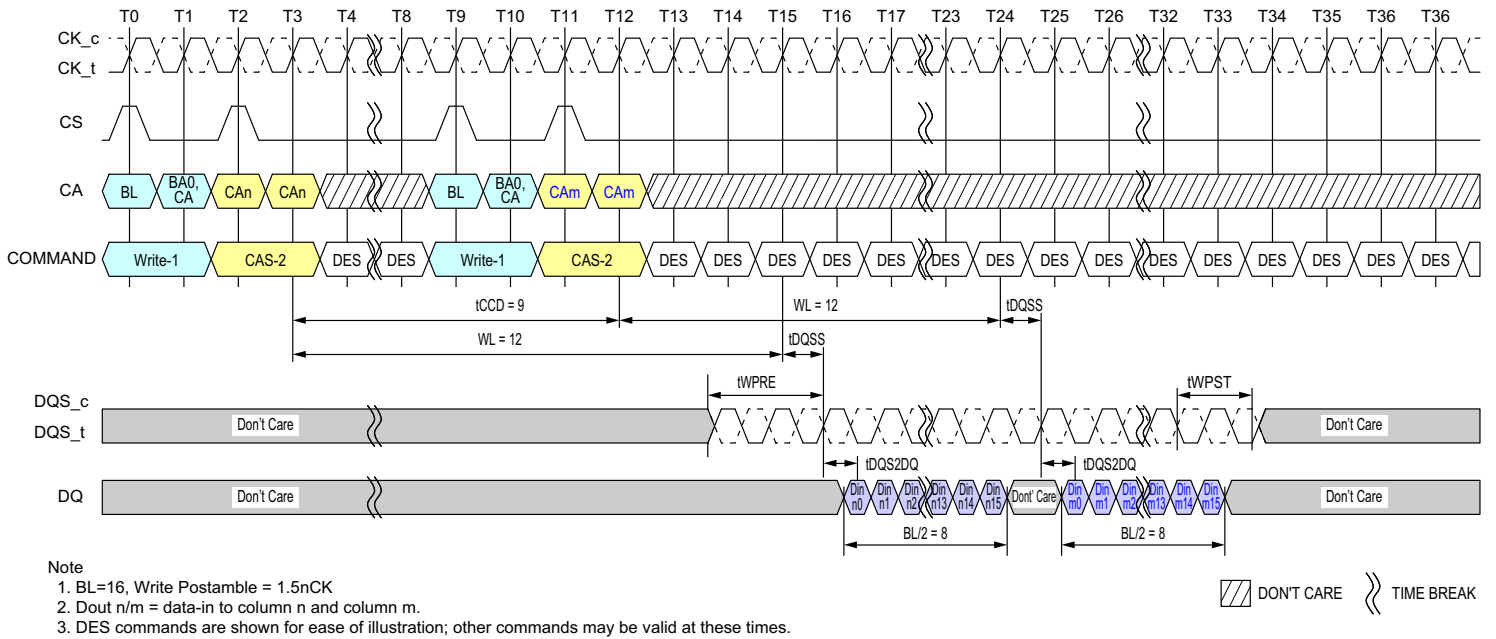 T0 T1 T2 T3 T4 T8 T9 T10 T11 T12 T13 T14 T15 T16 T17 T23 T24 T25 T26 T32 T33 T34 T35 T36 T36
CK_c
CK_t
CS
CA BL BA0, CA CAn CAn BL BA0, CA CAm CAm
COMMAND Write-1 CAS-2 DES DES Write-1 CAS-2 DES DES DES DES DES DES DES DES DES DES DES DES DES DES DES
tCCD = 9 WL = 12 tDQSS
WL = 12 tDQSS
tWPRE tWPST
DQS_c
DQS_t Don't Care Don't Care
tDQS2DQ tDQS2DQ
DQ Don't Care Din n0 Din n1 Din n2 Din n13 Din n14 Din n15 Dont' Care Din m0 Din m1 Din m2 Din m13 Din m14 Din m15 Don't Care
BL/2 = 8 BL/2 = 8
Note
1. BL=16, Write Postamble = 1.5nCK
2. Dout n/m = data-in to column n and column m.
3. DES commands are shown for ease of illustration; other commands may be valid at these times.
DON'T CARE TIME BREAK